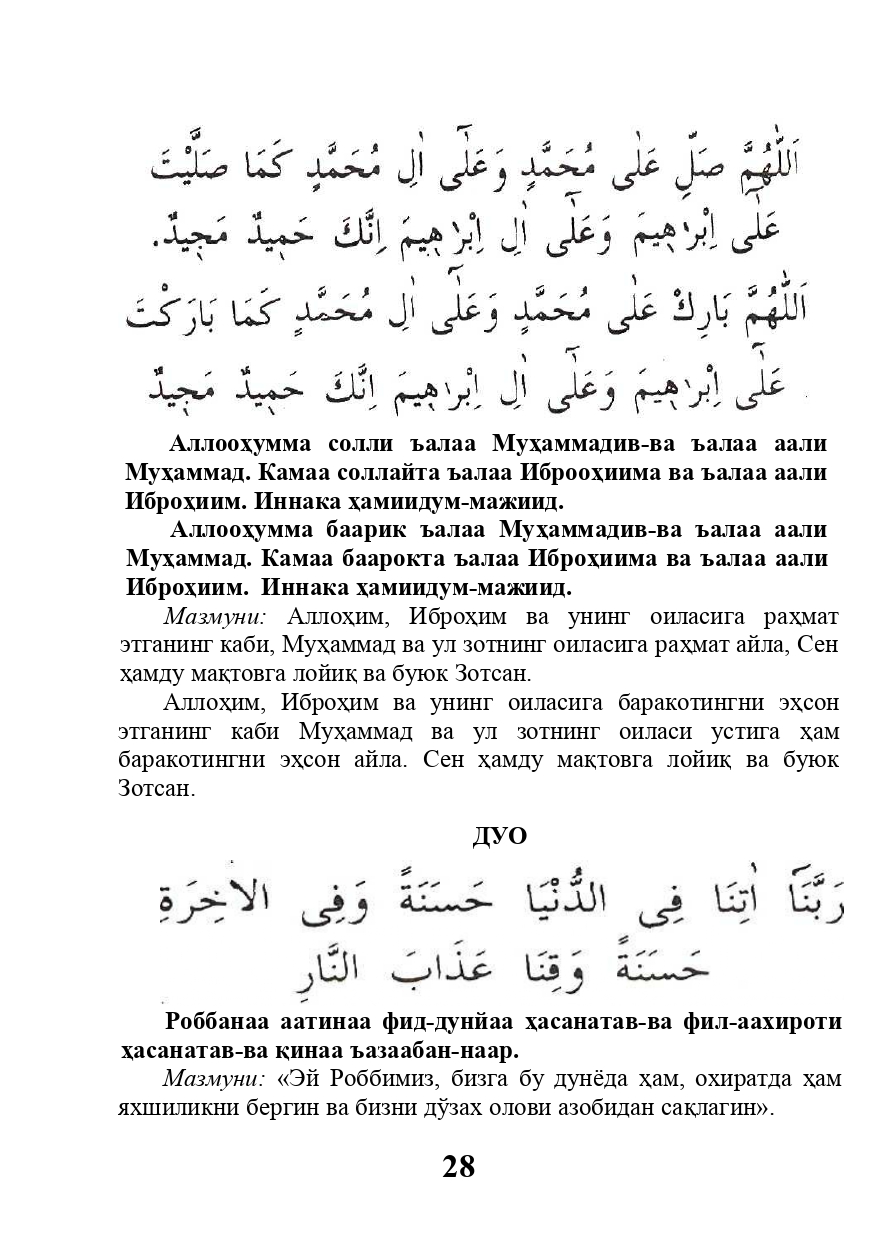 اَللّٰهُمَّ صَلِّ عَلٰى مُحَمَّدٍ وَعَلٰٓى اٰلِ مُحَمَّدٍ كَمَا صَلَّيْتَ
عَلٰٓى اِبْرٰهِيمَ وَعَلٰٓى اٰلِ اِبْرٰهِيمَ اِنَّكَ حَمِيدٌ مَجِيدٌ.
اَللّٰهُمَّ بَارِكْ عَلٰى مُحَمَّدٍ وَعَلٰٓى اٰلِ مُحَمَّدٍ كَمَا بَارَكْتَ
عَلٰٓى اِبْرٰهِيمَ وَعَلٰٓى اٰلِ اِبْرٰهِيمَ اِنَّكَ حَمِيدٌ مَجِيدٌ
Аллооҳумма солли ъалаа Муҳаммадив-ва ъалаа аали
Муҳаммад. Камаа соллайта ъалаа Иброоҳиима ва ъалаа аали
Иброҳиим. Иннака ҳамиидум-мажиид.
Аллооҳумма баарик ъалаа Муҳаммадив-ва ъалаа аали
Муҳаммад. Камаа баарокта ъалаа Иброҳиима ва ъалаа аали
Иброҳиим. Иннака ҳамиидум-мажиид.
Мазмуни: Аллоҳим, Иброҳим ва унинг оиласига раҳмат
этганинг каби, Муҳаммад ва ул зотнинг оиласига раҳмат айла, Сен
ҳамду мақтовга лойиқ ва буюк Зотсан.
Аллоҳим, Иброҳим ва унинг оиласига баракотингни эҳсон
этганинг каби Муҳаммад ва ул зотнинг оиласи устига ҳам
баракотингни эҳсон айла. Сен ҳамду мақтовга лойиқ ва буюк
Зотсан.
ДУО
رَبَّنَآ اٰتِنَا فِى الدُّنْيَا حَسَنَةً وَفِى الْاٰخِرَةِ
حَسَنَةً وَقِنَا عَذَابَ النَّارِ
Роббанаа аатинаа фид-дунйаа ҳасанатав-ва фил-аахироти
ҳасанатав-ва қинаа ъазаабан-наар.
Мазмуни: «Эй Роббимиз, бизга бу дунёда ҳам, охиратда ҳам
яхшиликни бергин ва бизни дўзах олови азобидан сақлагин».
28